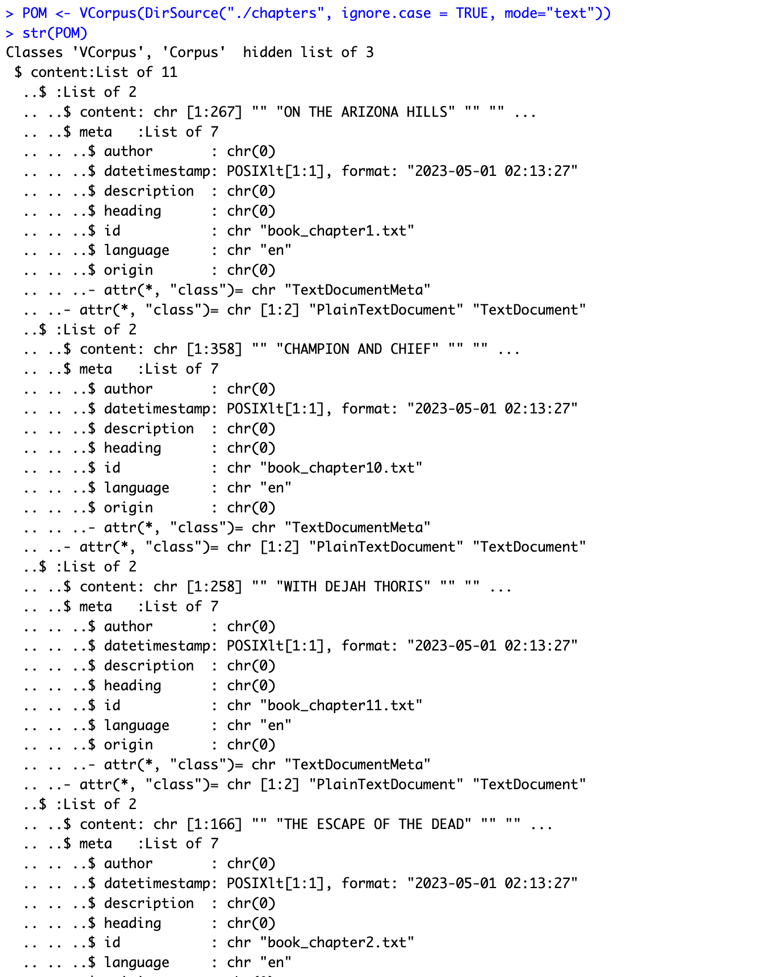 > POM <- VCorpus(DirSource("./chapters", ignore.case = TRUE, mode="text"))
> str(POM)
Classes 'VCorpus', 'Corpus'  hidden list of 3
 $ content:List of 11
  ..$ :List of 2
  .. ..$ content: chr [1:267] "" "ON THE ARIZONA HILLS" "" "" ...
  .. ..$ meta   :List of 7
  .. .. ..$ author       : chr(0)
  .. .. ..$ datetimestamp: POSIXlt[1:1], format: "2023-05-01 02:13:27"
  .. .. ..$ description  : chr(0)
  .. .. ..$ heading      : chr(0)
  .. .. ..$ id           : chr "book_chapter1.txt"
  .. .. ..$ language     : chr "en"
  .. .. ..$ origin       : chr(0)
  .. .. ..- attr(*, "class")= chr "TextDocumentMeta"
  .. ..- attr(*, "class")= chr [1:2] "PlainTextDocument" "TextDocument"
  ..$ :List of 2
  .. ..$ content: chr [1:358] "" "CHAMPION AND CHIEF" "" "" ...
  .. ..$ meta   :List of 7
  .. .. ..$ author       : chr(0)
  .. .. ..$ datetimestamp: POSIXlt[1:1], format: "2023-05-01 02:13:27"
  .. .. ..$ description  : chr(0)
  .. .. ..$ heading      : chr(0)
  .. .. ..$ id           : chr "book_chapter10.txt"
  .. .. ..$ language     : chr "en"
  .. .. ..$ origin       : chr(0)
  .. .. ..- attr(*, "class")= chr "TextDocumentMeta"
  .. ..- attr(*, "class")= chr [1:2] "PlainTextDocument" "TextDocument"
  ..$ :List of 2
  .. ..$ content: chr [1:258] "" "WITH DEJAH THORIS" "" "" ...
  .. ..$ meta   :List of 7
  .. .. ..$ author       : chr(0)
  .. .. ..$ datetimestamp: POSIXlt[1:1], format: "2023-05-01 02:13:27"
  .. .. ..$ description  : chr(0)
  .. .. ..$ heading      : chr(0)
  .. .. ..$ id           : chr "book_chapter11.txt"
  .. .. ..$ language     : chr "en"
  .. .. ..$ origin       : chr(0)
  .. .. ..- attr(*, "class")= chr "TextDocumentMeta"
  .. ..- attr(*, "class")= chr [1:2] "PlainTextDocument" "TextDocument"
  ..$ :List of 2
  .. ..$ content: chr [1:166] "" "THE ESCAPE OF THE DEAD" "" "" ...
  .. ..$ meta   :List of 7
  .. .. ..$ author       : chr(0)
  .. .. ..$ datetimestamp: POSIXlt[1:1], format: "2023-05-01 02:13:27"
  .. .. ..$ description  : chr(0)
  .. .. ..$ heading      : chr(0)
  .. .. ..$ id           : chr "book_chapter2.txt"
  .. .. ..$ language     : chr "en"